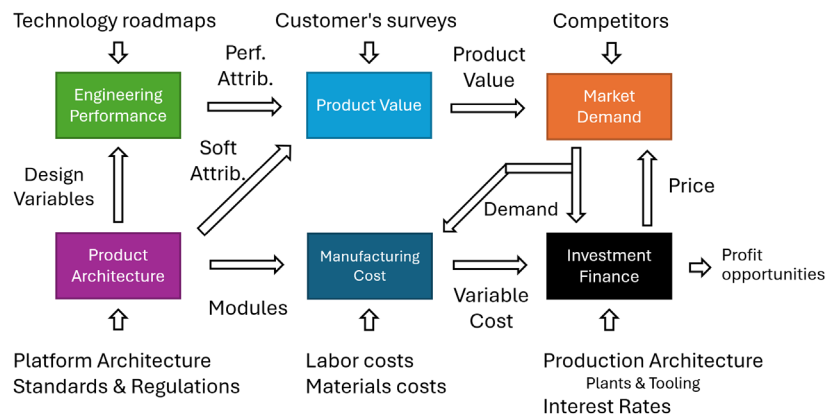 Technology roadmaps
Customer's surveys
Competitors
Perf.
Attrib.
Product
Value
Engineering
Performance
Product Value
Market
Demand
Design
Variables
Soft
Attrib.
Demand
Price
Product
Architecture
Manufacturing
Cost
Investment
Finance
Profit
opportunities
Modules
Variable
Cost
Platform Architecture
Standards & Regulations
Labor costs
Materials costs
Production Architecture
Plants & Tooling
Interest Rates